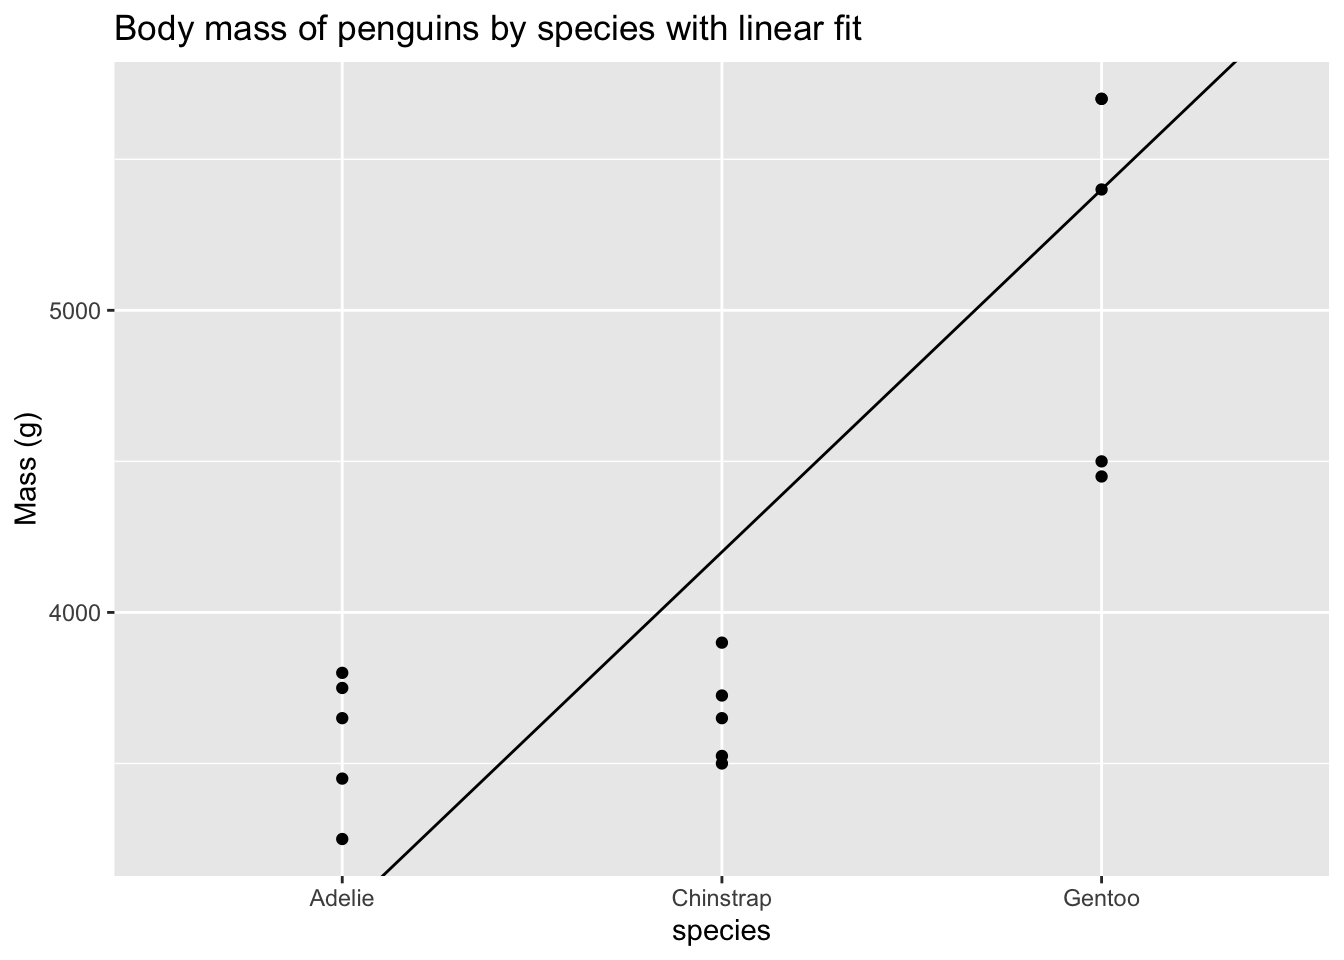 Body mass of penguins by species with linear fit
Mass (g)
5000
4000
Adelie
Chinstrap
Gentoo
species